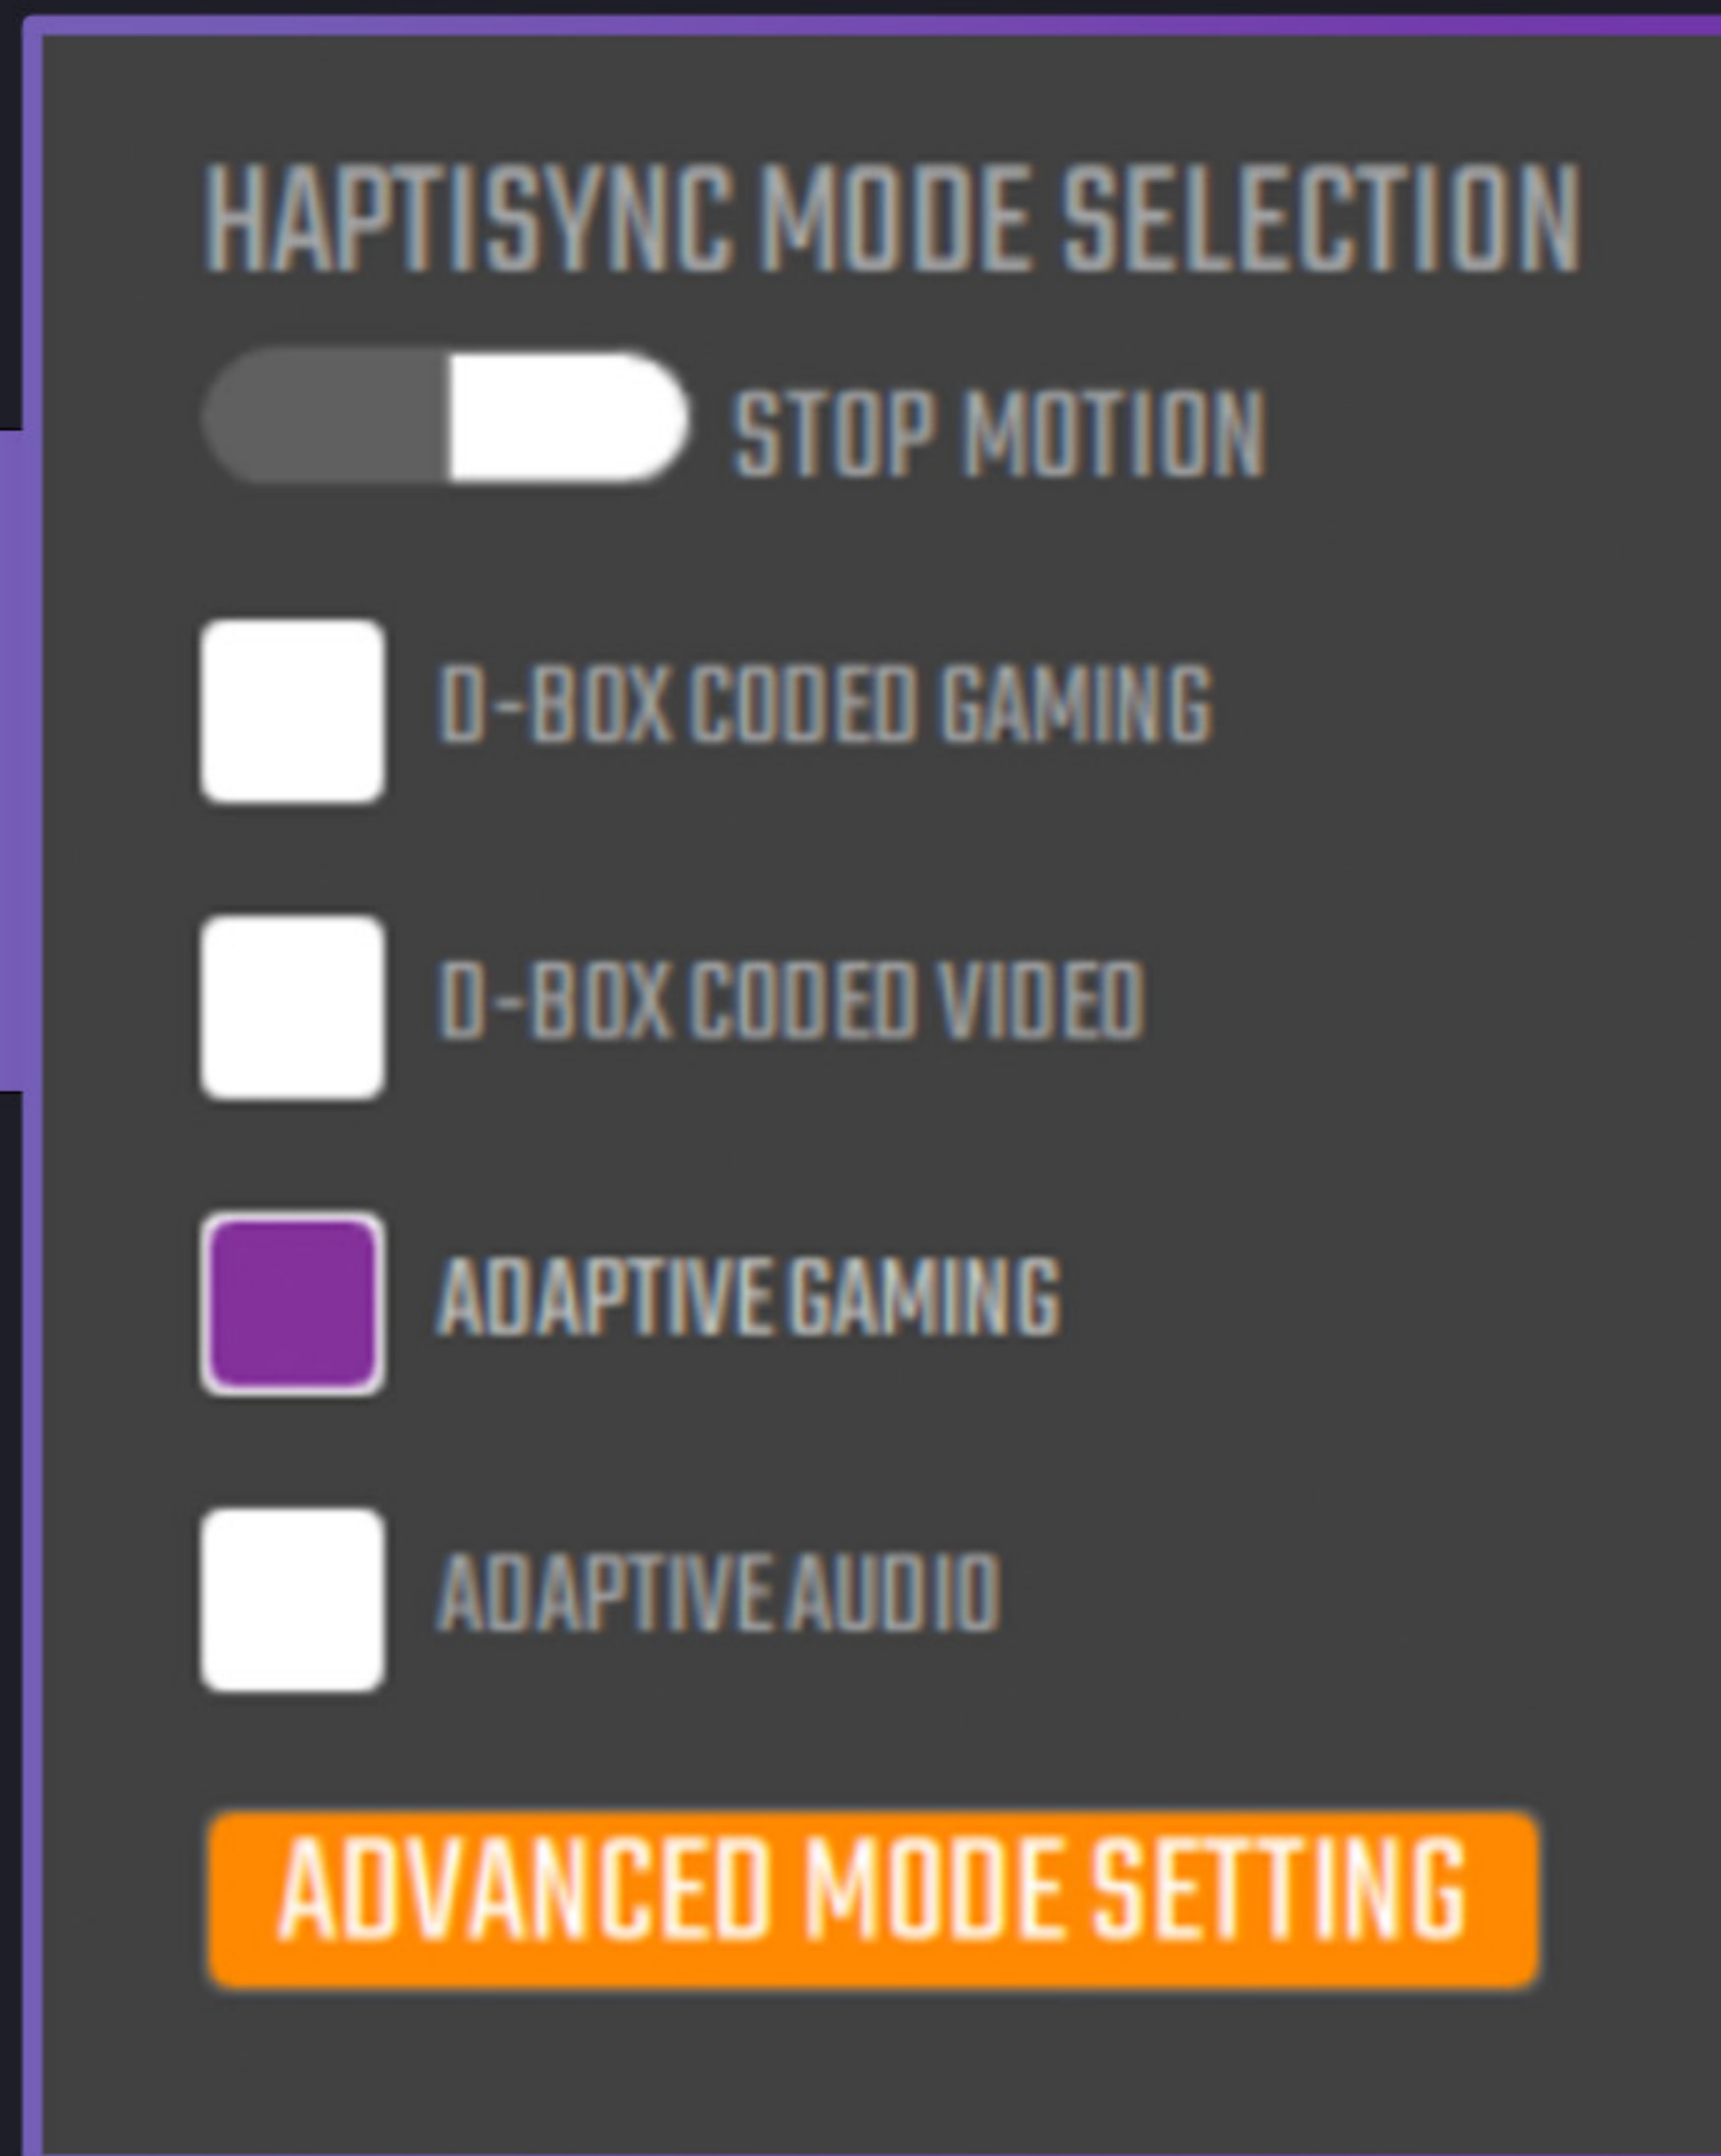 HAPTISYNC MODE SELECTION
STOP MOTION
D-BOX CODED GAMING
D-BOX CODED VIDEO
ADAPTIVE GAMING
ADAPTIVE AUDIO
ADVANCED MODE SETTING